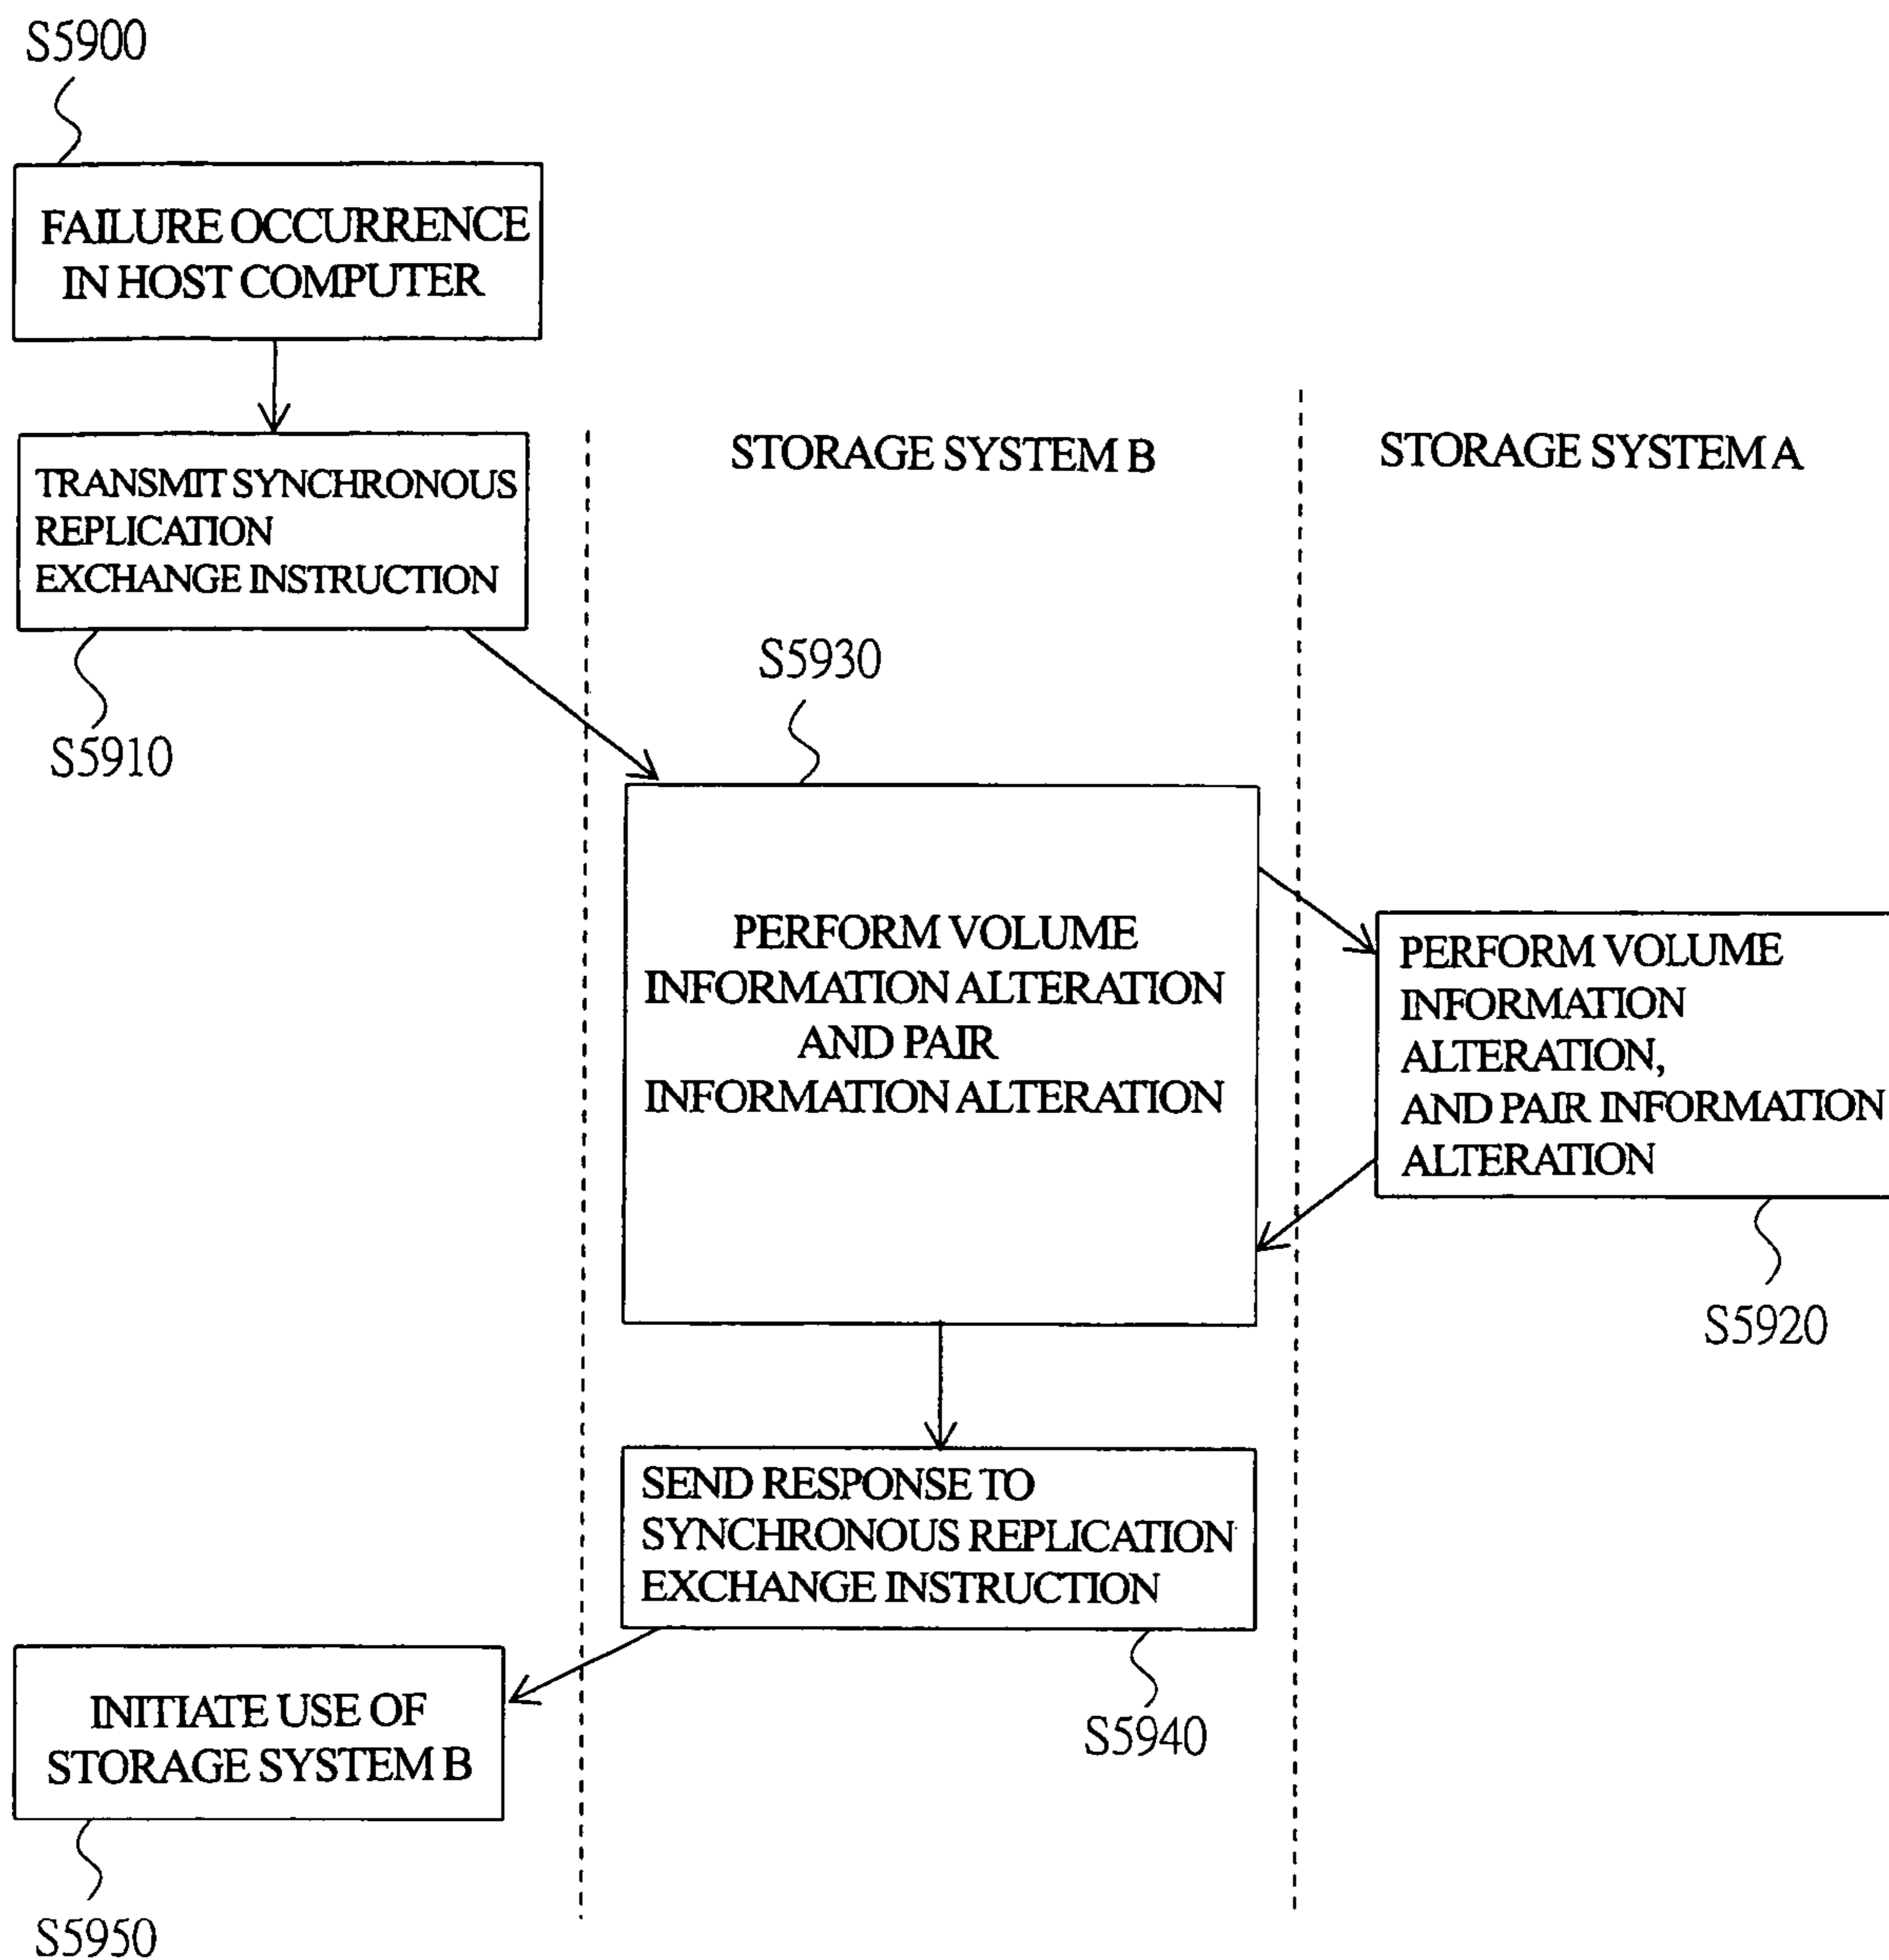 S5900
FAILURE OCCURRENCE
IN HOST COMPUTER
TRANSMIT SYNCHRONOUS
REPLICATION
EXCHANGE INSTRUCTION
S5910
STORAGE SYSTEM B
STORAGE SYSTEM A
S5930
PERFORM VOLUME
INFORMATION ALTERATION
AND PAIR
INFORMATION ALTERATION
PERFORM VOLUME
INFORMATION
ALTERATION,
AND PAIR INFORMATION
ALTERATION
S5920
SEND RESPONSE TO
SYNCHRONOUS REPLICATION
EXCHANGE INSTRUCTION
S5940
INITIATE USE OF
STORAGE SYSTEM B
S5950